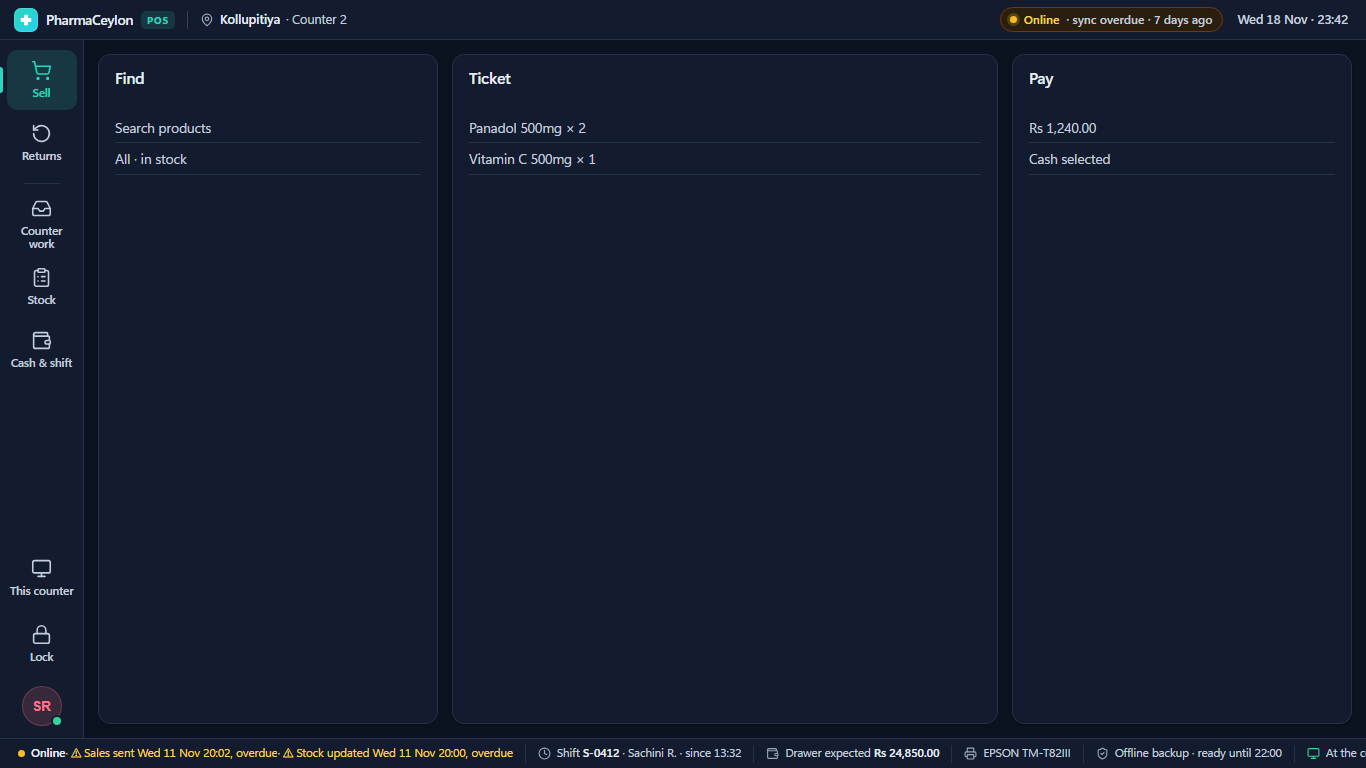 PharmaCeylon POS Kollupitiya · Counter 2
Online · sync overdue · 7 days ago Wed 18 Nov · 23:42
Sell
Returns
Counter
work
Stock
Cash & shift
This counter
Lock
SR
Find
Search products
All · in stock
Ticket
Panadol 500mg × 2
Vitamin C 500mg × 1
Pay
Rs 1,240.00
Cash selected
Online · ⚠ Sales sent Wed 11 Nov 20:02, overdue · ⚠ Stock updated Wed 11 Nov 20:00, overdue
Shift S-0412 · Sachini R. · since 13:32
Drawer expected Rs 24,850.00
EPSON TM-T82III
Offline backup · ready until 22:00
At the